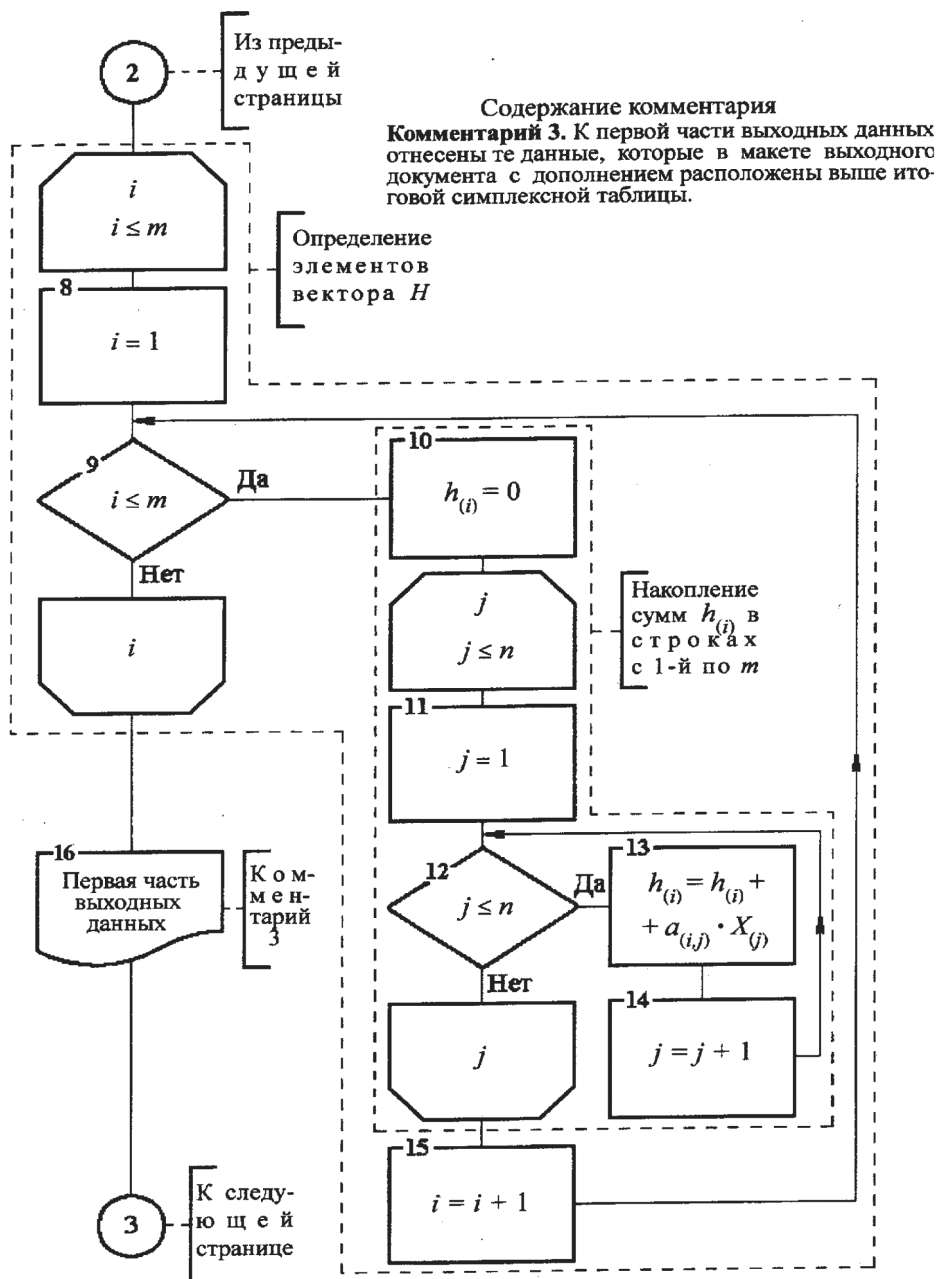 2
Из преды-
дущей
страницы
Содержание комментария
Комментарий 3. К первой части выходных данных
отнесены те данные, которые в макете выходного
документа с дополнением расположены выше ито-
говой симплексной таблицы.
i
i ≤ m
Определение
элементов
вектора H
8
i = 1
9
i ≤ m
Да
Нет
10
h(i) = 0
i
j
j ≤ n
Накопление
сумм h(i) в
строках
с 1-й по m
11
j = 1
12
j ≤ n
Да
Нет
13
h(i) = h(i) +
+ a(i,j) · X(j)
14
j = j + 1
j
15
i = i + 1
16
Первая часть
выходных
данных
Ком-
мен-
тарий
3
3
К следу-
ющей
странице